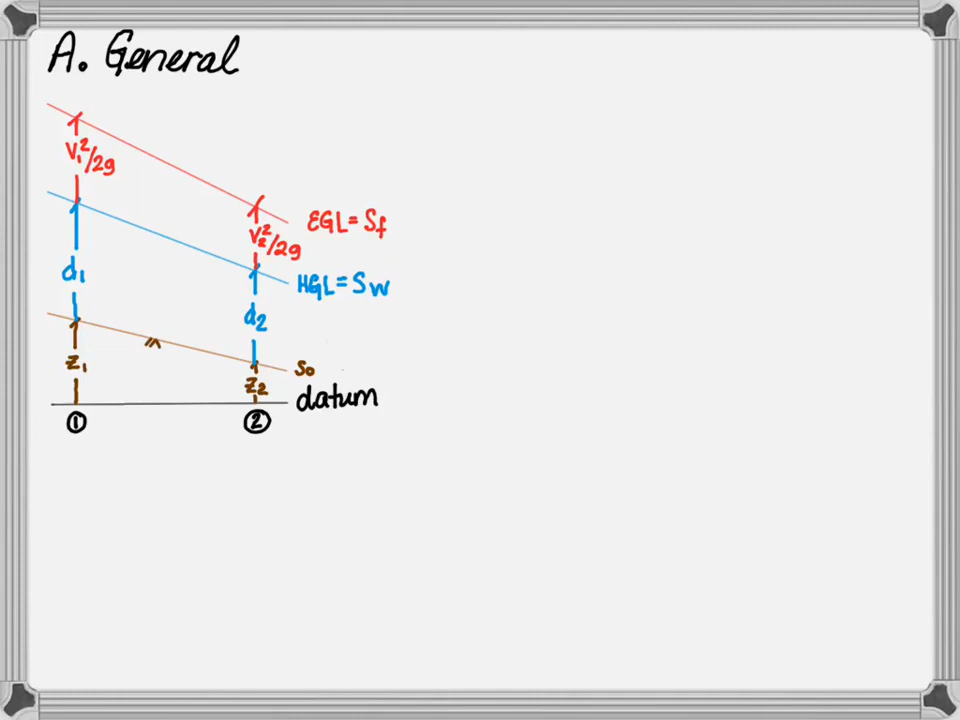 A. General
V₁²/2g
EGL = Sf
V₂²/2g
d₁
HGL = Sw
d₂
z₁
So
z₂
datum
①
②